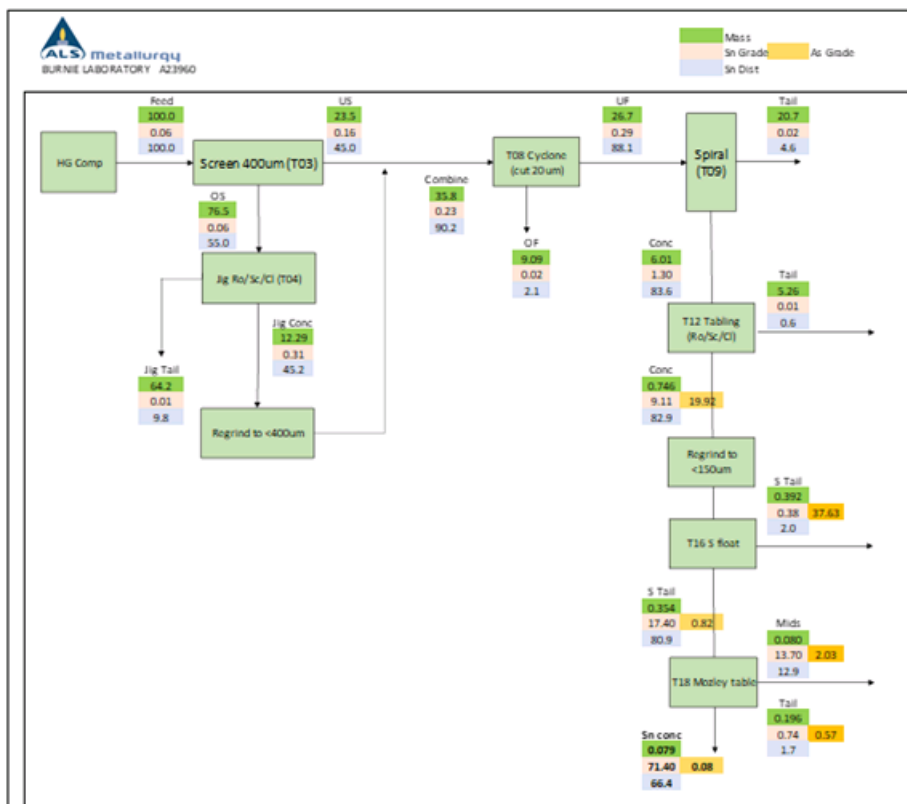 ALS Metallurgy
BURNIE LABORATORY A23960
Mass
Sn Grade As Grade
Sn Dist
Feed
100.0
0.06
100.0
US
23.5
0.16
45.0
UF
26.7
0.29
88.1
Tail
20.7
0.02
4.6
HG Comp
Screen 400um (T03)
T08 Cyclone
(cut 20um)
Spiral
(T09)
OS
76.5
0.06
55.0
Combine
35.8
0.23
90.2
OF
9.09
0.02
2.1
Conc
6.01
1.30
83.6
Tail
5.26
0.01
0.6
Jig Ro/Sc/Cl (T04)
Jig Conc
12.29
0.31
45.2
T12 Tabling
(Ro/Sc/Cl)
Jig Tail
64.2
0.01
9.8
Conc
0.746
9.11 19.92
82.9
Regrind to <400um
Regrind to
<150um
S Tail
0.392
0.38 37.63
2.0
T16 S float
S Tail
0.354
17.40 0.82
80.9
Mids
0.080
13.70 2.03
12.9
T18 Mozley table
Tail
0.196
0.74 0.57
1.7
Sn conc
0.079
71.40 0.08
66.4